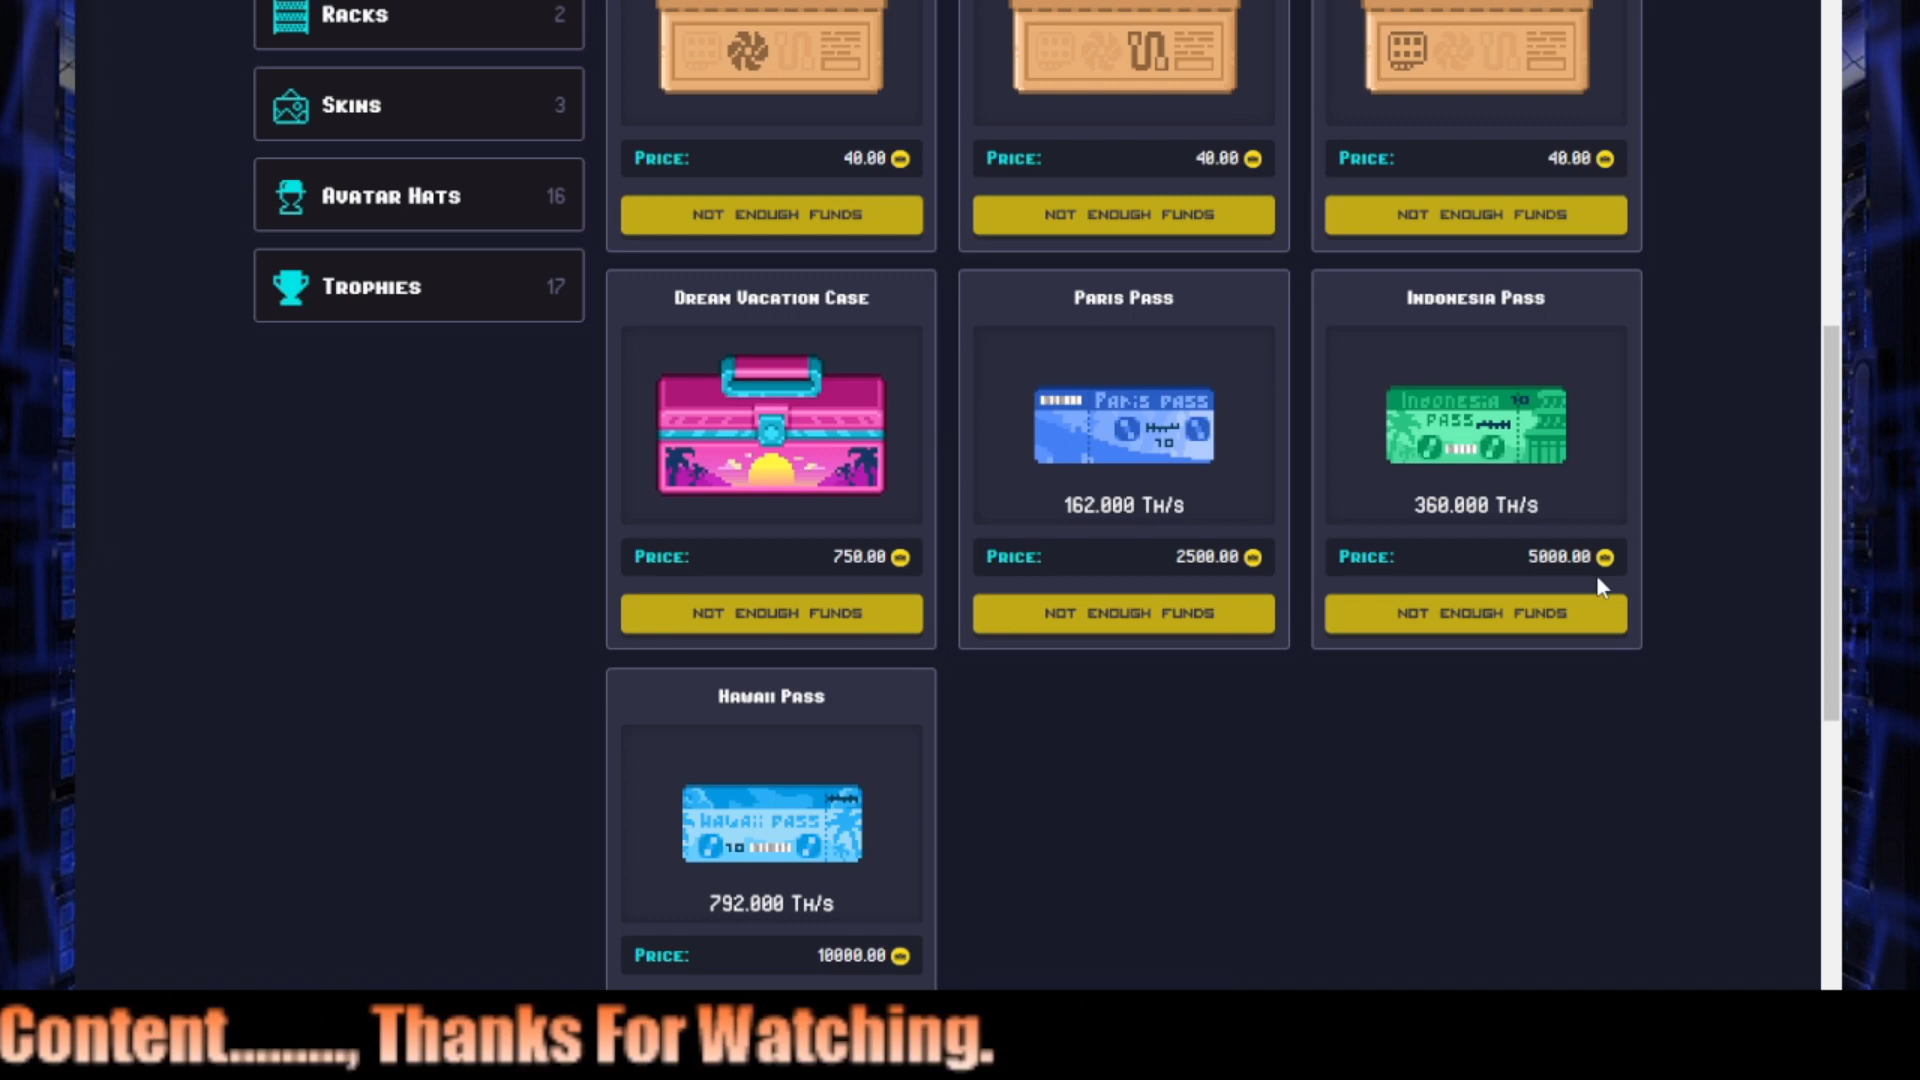 Racks 2
Skins 3
Avatar Hats 16
Trophies 17
Price: 40.00
NOT ENOUGH FUNDS
Price: 40.00
NOT ENOUGH FUNDS
Price: 40.00
NOT ENOUGH FUNDS
Dream Vacation Case
Price: 750.00
NOT ENOUGH FUNDS
Paris Pass
Paris Pass
10
162.000 Th/s
Price: 2500.00
NOT ENOUGH FUNDS
Indonesia Pass
Indonesia 10
Pass
360.000 Th/s
Price: 5000.00
NOT ENOUGH FUNDS
Hawaii Pass
Hawaii Pass
10
792.000 Th/s
Price: 10000.00
Content........., Thanks For Watching.